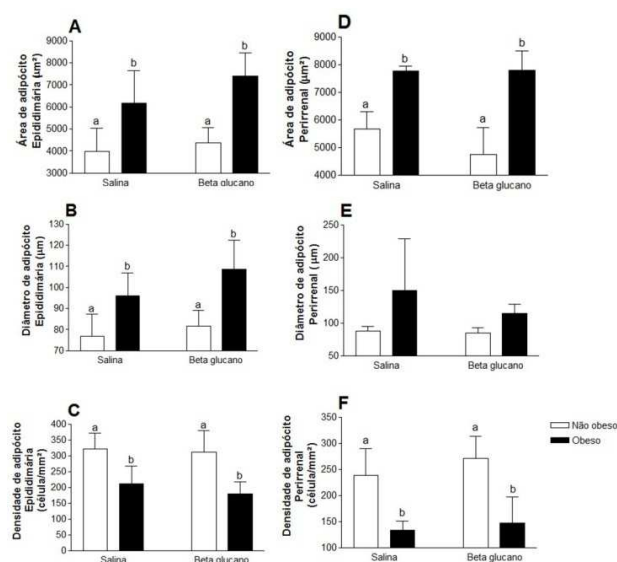 A
Área de adipócito
Epididimária (µm²)
9000
8000
7000
6000
5000
4000
3000
a
b
a
b
Salina
Beta glucano
D
Área de adipócito
Perirrenal (µm²)
9000
8000
7000
6000
5000
4000
a
b
a
b
Salina
Beta glucano
B
Diâmetro de adipócito
Epididimária (µm)
130
120
110
100
90
80
70
a
b
a
b
Salina
Beta glucano
E
Diâmetro de adipócito
Perirrenal (µm)
250
200
150
100
50
Salina
Beta glucano
C
Densidade de adipócito
Epididimária
(célula/mm²)
400
350
300
250
200
150
100
50
0
a
b
a
b
Salina
Beta glucano
F
Densidade de adipócito
Perirrenal
(célula/mm²)
350
300
250
200
150
100
a
b
a
b
Salina
Beta glucano
Não obeso
Obeso